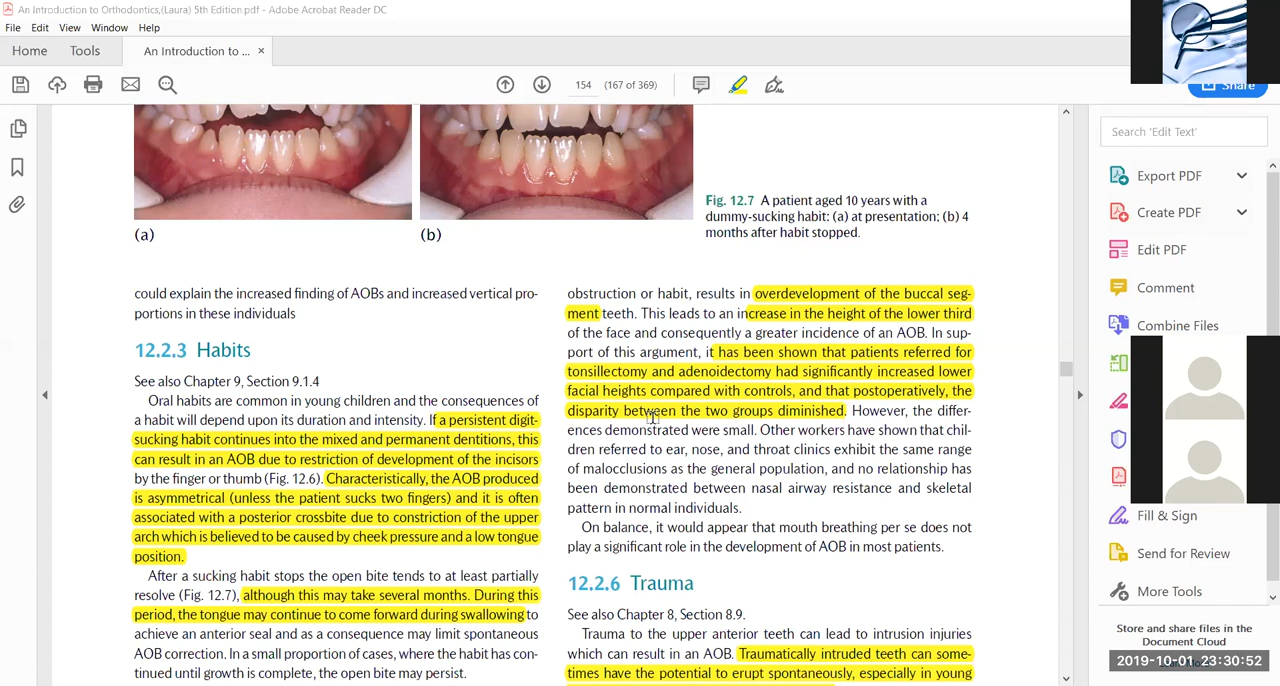 An Introduction to Orthodontics,(Laura) 5th Edition.pdf - Adobe Acrobat Reader DC
File Edit View Window Help
Home Tools An Introduction to ... ×
154 (167 of 369)
Share
Search 'Edit Text'
Export PDF
Create PDF
Edit PDF
Comment
Combine Files
Fill & Sign
Send for Review
More Tools
Store and share files in the
Document Cloud
2019-10-01 23:30:52
(a)
(b)
Fig. 12.7 A patient aged 10 years with a
dummy-sucking habit: (a) at presentation; (b) 4
months after habit stopped.
could explain the increased finding of AOBs and increased vertical pro-
portions in these individuals
12.2.3 Habits
See also Chapter 9, Section 9.1.4
Oral habits are common in young children and the consequences of
a habit will depend upon its duration and intensity. If a persistent digit-
sucking habit continues into the mixed and permanent dentitions, this
can result in an AOB due to restriction of development of the incisors
by the finger or thumb (Fig. 12.6). Characteristically, the AOB produced
is asymmetrical (unless the patient sucks two fingers) and it is often
associated with a posterior crossbite due to constriction of the upper
arch which is believed to be caused by cheek pressure and a low tongue
position.
After a sucking habit stops the open bite tends to at least partially
resolve (Fig. 12.7), although this may take several months. During this
period, the tongue may continue to come forward during swallowing to
achieve an anterior seal and as a consequence may limit spontaneous
AOB correction. In a small proportion of cases, where the habit has con-
tinued until growth is complete, the open bite may persist.
obstruction or habit, results in overdevelopment of the buccal seg-
ment teeth. This leads to an increase in the height of the lower third
of the face and consequently a greater incidence of an AOB. In sup-
port of this argument, it has been shown that patients referred for
tonsillectomy and adenoidectomy had significantly increased lower
facial heights compared with controls, and that postoperatively, the
disparity between the two groups diminished. However, the differ-
ences demonstrated were small. Other workers have shown that chil-
dren referred to ear, nose, and throat clinics exhibit the same range
of malocclusions as the general population, and no relationship has
been demonstrated between nasal airway resistance and skeletal
pattern in normal individuals.
On balance, it would appear that mouth breathing per se does not
play a significant role in the development of AOB in most patients.
12.2.6 Trauma
See also Chapter 8, Section 8.9.
Trauma to the upper anterior teeth can lead to intrusion injuries
which can result in an AOB. Traumatically intruded teeth can some-
times have the potential to erupt spontaneously, especially in young